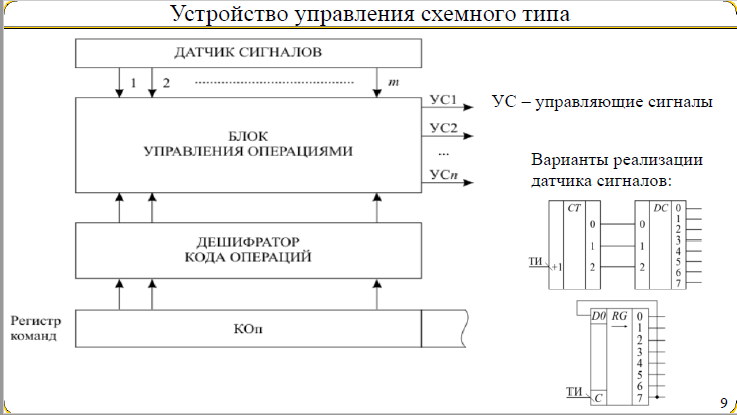 Устройство управления схемного типа
ДАТЧИК СИГНАЛОВ
1 2 m
БЛОК
УПРАВЛЕНИЯ ОПЕРАЦИЯМИ
УС1
УС2
...
УСn
УС – управляющие сигналы
Варианты реализации
датчика сигналов:
ДЕШИФРАТОР
КОДА ОПЕРАЦИЙ
Регистр
команд
КОп
CT
0
1
2
ТИ
+1
DC
0
1
2
0
1
2
3
4
5
6
7
D0 RG
0
1
2
3
4
5
6
7
ТИ
C
9